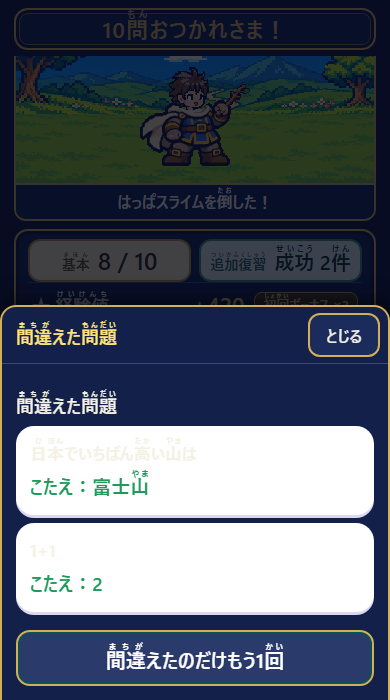 10問おつかれさま！
はっぱスライムを倒した！
基本 8 / 10
追加復習 成功 2件
間違えた問題
とじる
間違えた問題
日本でいちばん高い山は
こたえ：富士山
1+1
こたえ：2
間違えたのだけもう1回